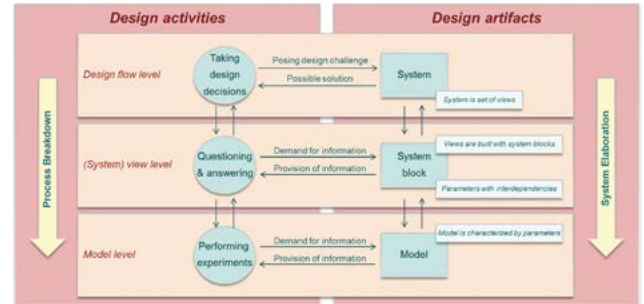 Design activities
Design artifacts
Design flow level
Taking
design
decisions
Posing design challenge
Possible solution
System
System is set of views
(System) view level
Questioning
& answering
Demand for information
Provision of information
System
block
Views are built with system blocks
Parameters with interdependencies
Model level
Performing
experiments
Demand for information
Provision of information
Model
Model is characterized by parameters
Process Breakdown
System Elaboration